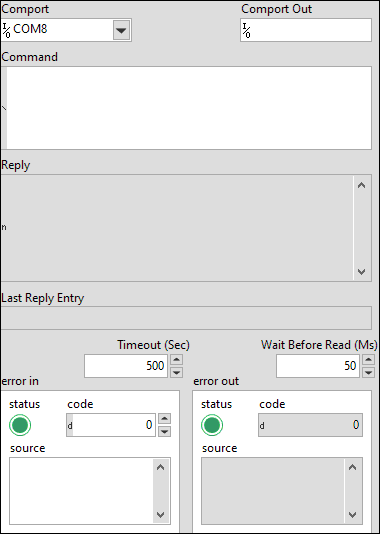 Comport Comport Out
I/O COM8 I/O
Command
\
Reply
n
Last Reply Entry
Timeout (Sec) Wait Before Read (Ms)
500 50
error in error out
status code status code
d 0 d 0
source source